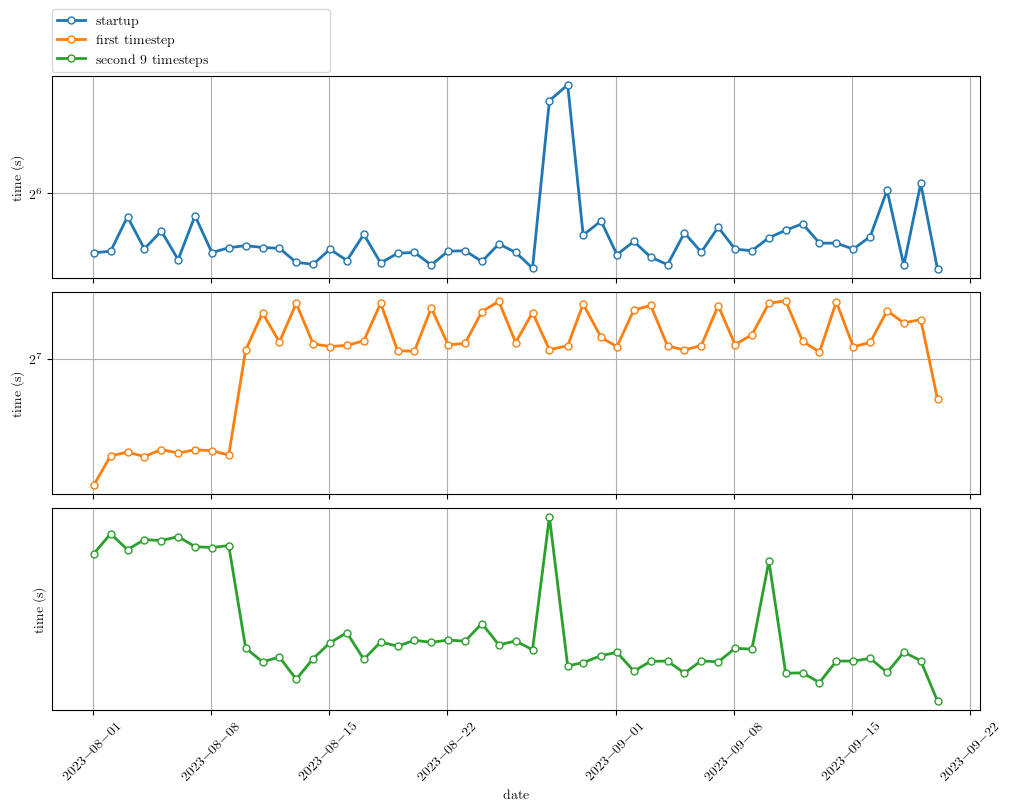 startup
first timestep
second 9 timesteps
time (s)
2^6
time (s)
2^7
time (s)
2023−08−01
2023−08−08
2023−08−15
2023−08−22
2023−09−01
2023−09−08
2023−09−15
2023−09−22
date